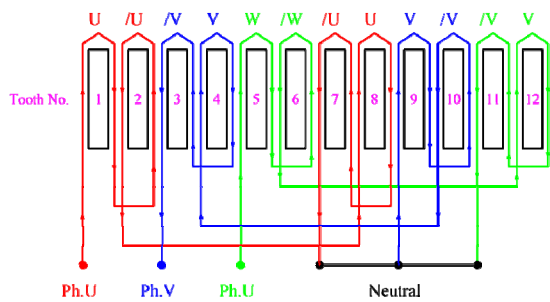 U /U /V V W /W /U U V /V /V V
Tooth No. 1 2 3 4 5 6 7 8 9 10 11 12
Ph.U Ph.V Ph.U Neutral